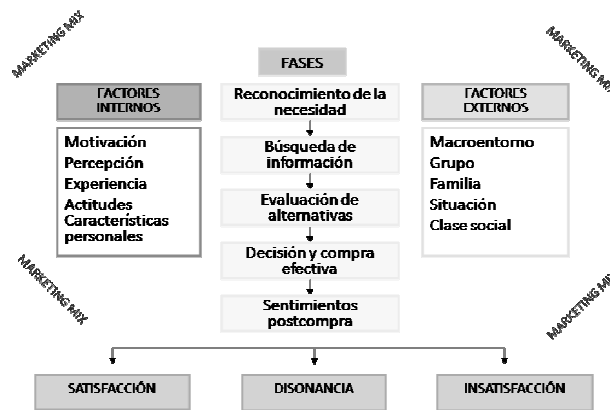 MARKETING MIX
MARKETING MIX
FASES
FACTORES
INTERNOS
Motivación
Percepción
Experiencia
Actitudes
Características
personales
Reconocimiento de la
necesidad
Búsqueda de
información
Evaluación de
alternativas
Decisión y compra
efectiva
Sentimientos
postcompra
FACTORES
EXTERNOS
Macroentorno
Grupo
Familia
Situación
Clase social
MARKETING MIX
MARKETING MIX
SATISFACCIÓN
DISONANCIA
INSATISFACCIÓN